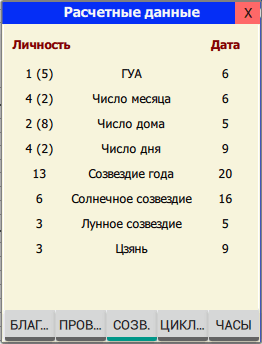 Расчетные данные X
Личность Дата
1 (5) ГУА 6
4 (2) Число месяца 6
2 (8) Число дома 5
4 (2) Число дня 9
13 Созвездие года 20
6 Солнечное созвездие 16
3 Лунное созвездие 5
3 Цзянь 9
БЛАГ... ПРОВ... СОЗВ. ЦИКЛ... ЧАСЫ